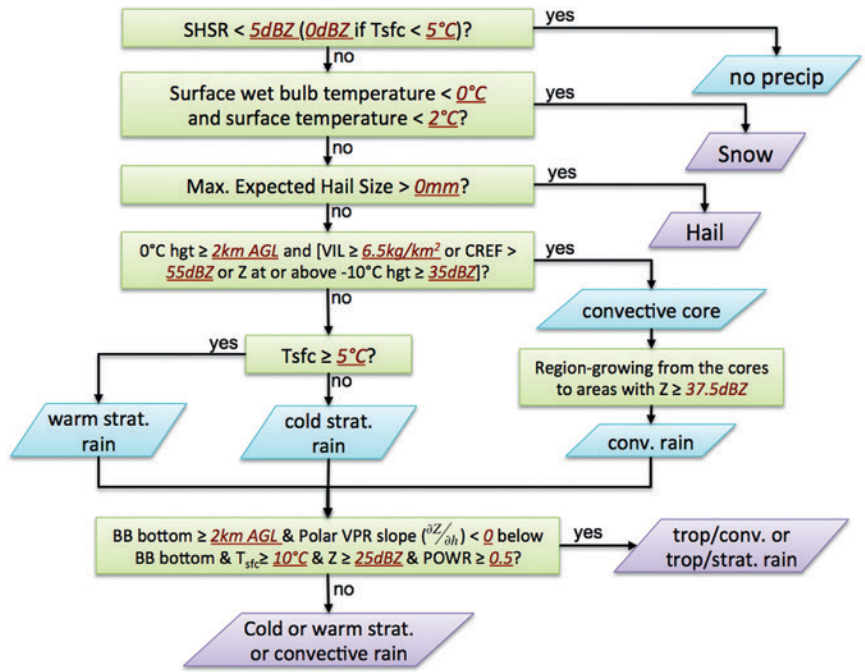 SHSR < 5dBZ (0dBZ if Tsfc < 5°C)?
yes
no
no precip
Surface wet bulb temperature < 0°C
and surface temperature < 2°C?
yes
no
Snow
Max. Expected Hail Size > 0mm?
yes
no
Hail
0°C hgt ≥ 2km AGL and [VIL ≥ 6.5kg/km² or CREF >
55dBZ or Z at or above -10°C hgt ≥ 35dBZ]?
yes
no
convective core
yes
Tsfc ≥ 5°C?
no
Region-growing from the cores
to areas with Z ≥ 37.5dBZ
warm strat.
rain
cold strat.
rain
conv. rain
BB bottom ≥ 2km AGL & Polar VPR slope (∂Z/∂h) < 0 below
BB bottom & Tsfc ≥ 10°C & Z ≥ 25dBZ & POWR ≥ 0.5?
yes
no
trop/conv. or
trop/strat. rain
Cold or warm strat.
or convective rain